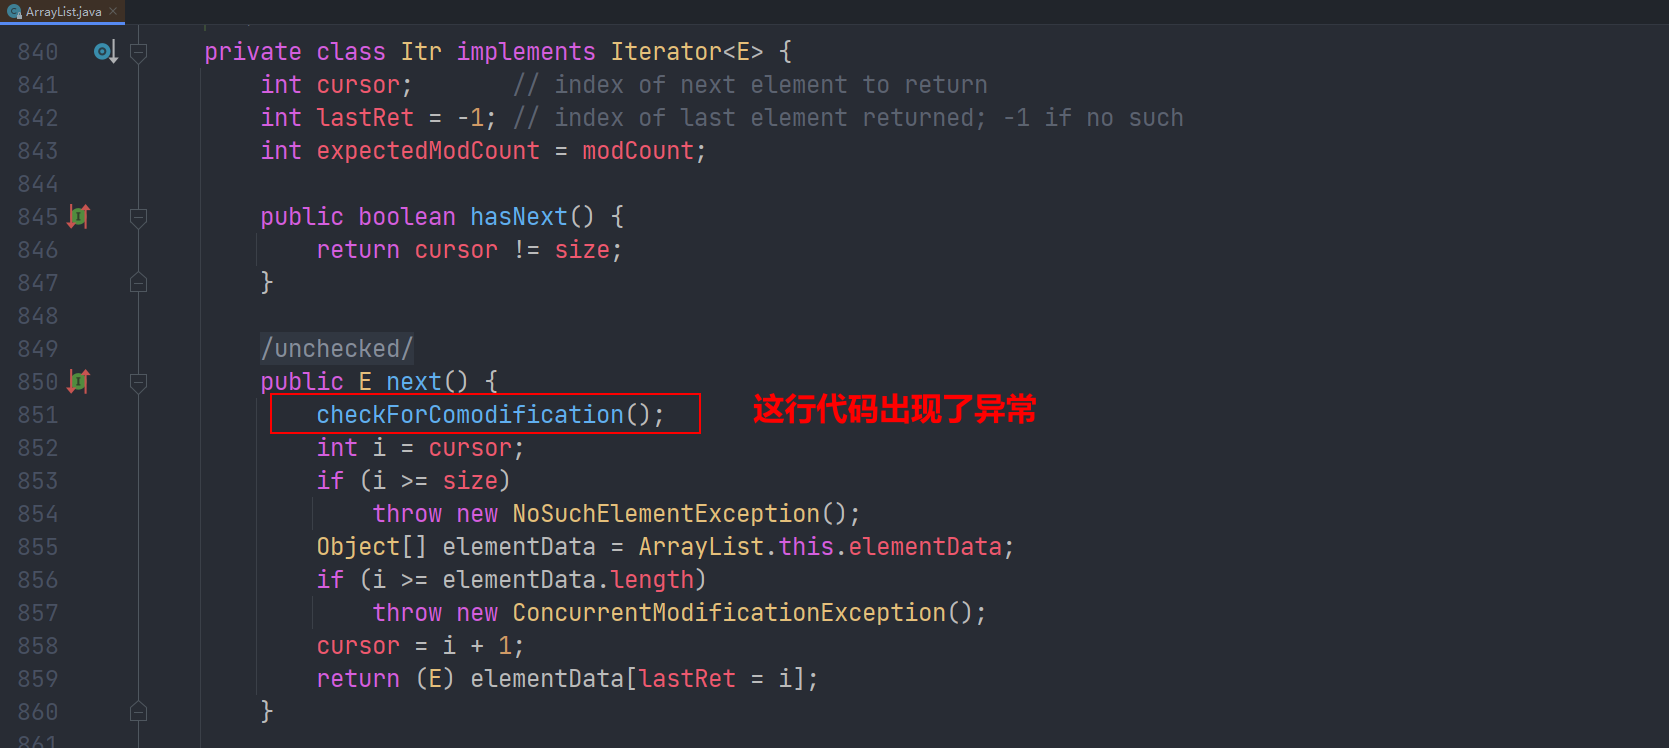 ArrayList.java
840 private class Itr implements Iterator<E> {
841 int cursor; // index of next element to return
842 int lastRet = -1; // index of last element returned; -1 if no such
843 int expectedModCount = modCount;
844
845 public boolean hasNext() {
846 return cursor != size;
847 }
848
849 /unchecked/
850 public E next() {
851 checkForComodification(); 这行代码出现了异常
852 int i = cursor;
853 if (i >= size)
854 throw new NoSuchElementException();
855 Object[] elementData = ArrayList.this.elementData;
856 if (i >= elementData.length)
857 throw new ConcurrentModificationException();
858 cursor = i + 1;
859 return (E) elementData[lastRet = i];
860 }
861